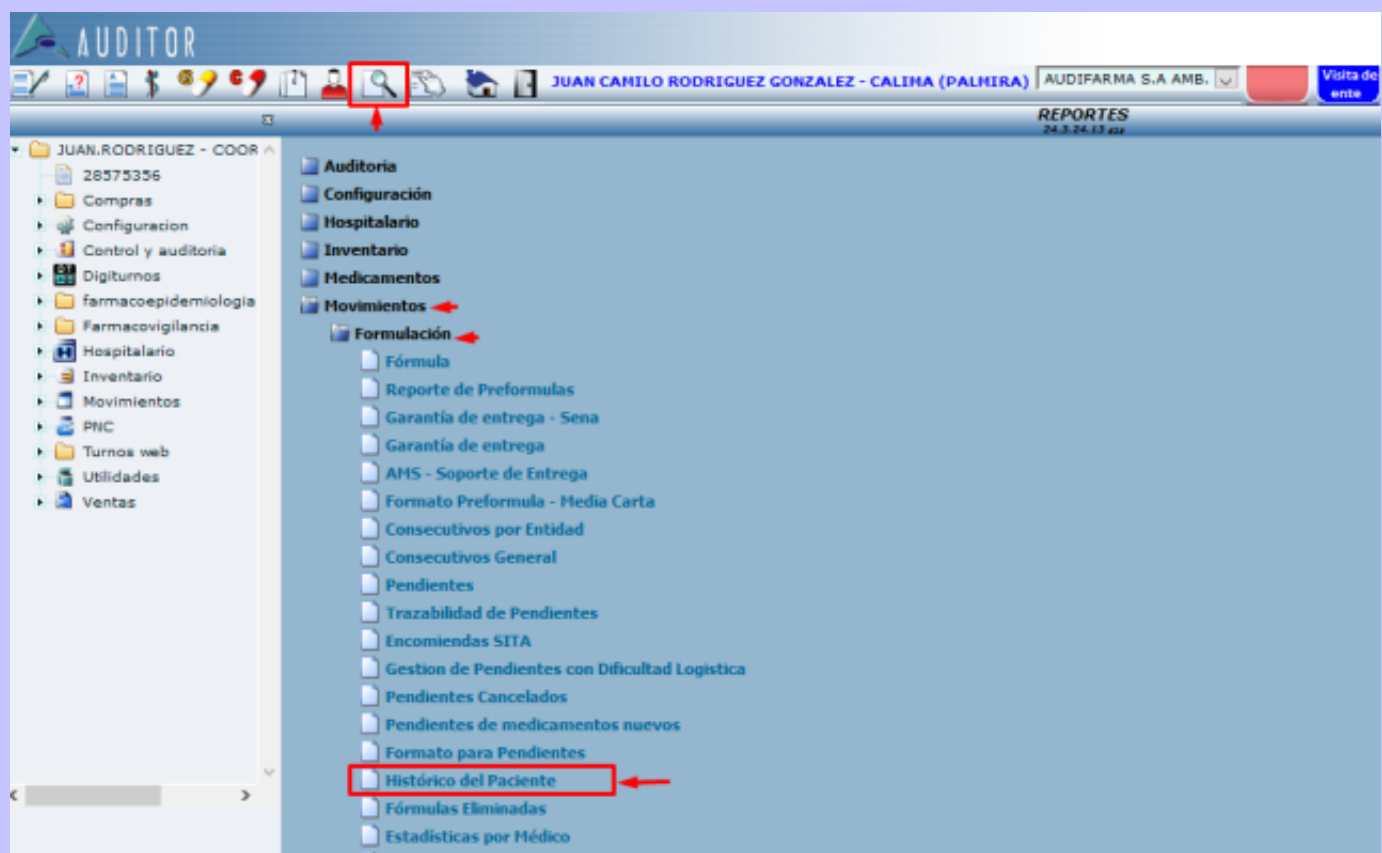 AUDITOR
JUAN CAMILO RODRIGUEZ GONZALEZ - CALIMA (PALMIRA)
AUDIFARMA S.A AMB.
Visita de
ente
REPORTES
24.3.24.13
JUAN.RODRIGUEZ - COOR
28575356
Compras
Configuracion
Control y auditoria
Digiturnos
farmacoepidemiologia
Farmacovigilancia
Hospitalario
Inventario
Movimientos
PNC
Turnos web
Utilidades
Ventas
Auditoria
Configuración
Hospitalario
Inventario
Medicamentos
Movimientos
Formulación
Fórmula
Reporte de Preformulas
Garantía de entrega - Sena
Garantía de entrega
AMS - Soporte de Entrega
Formato Preformula - Media Carta
Consecutivos por Entidad
Consecutivos General
Pendientes
Trazabilidad de Pendientes
Encomiendas SITA
Gestion de Pendientes con Dificultad Logistica
Pendientes Cancelados
Pendientes de medicamentos nuevos
Formato para Pendientes
Histórico del Paciente
Fórmulas Eliminadas
Estadísticas por Médico